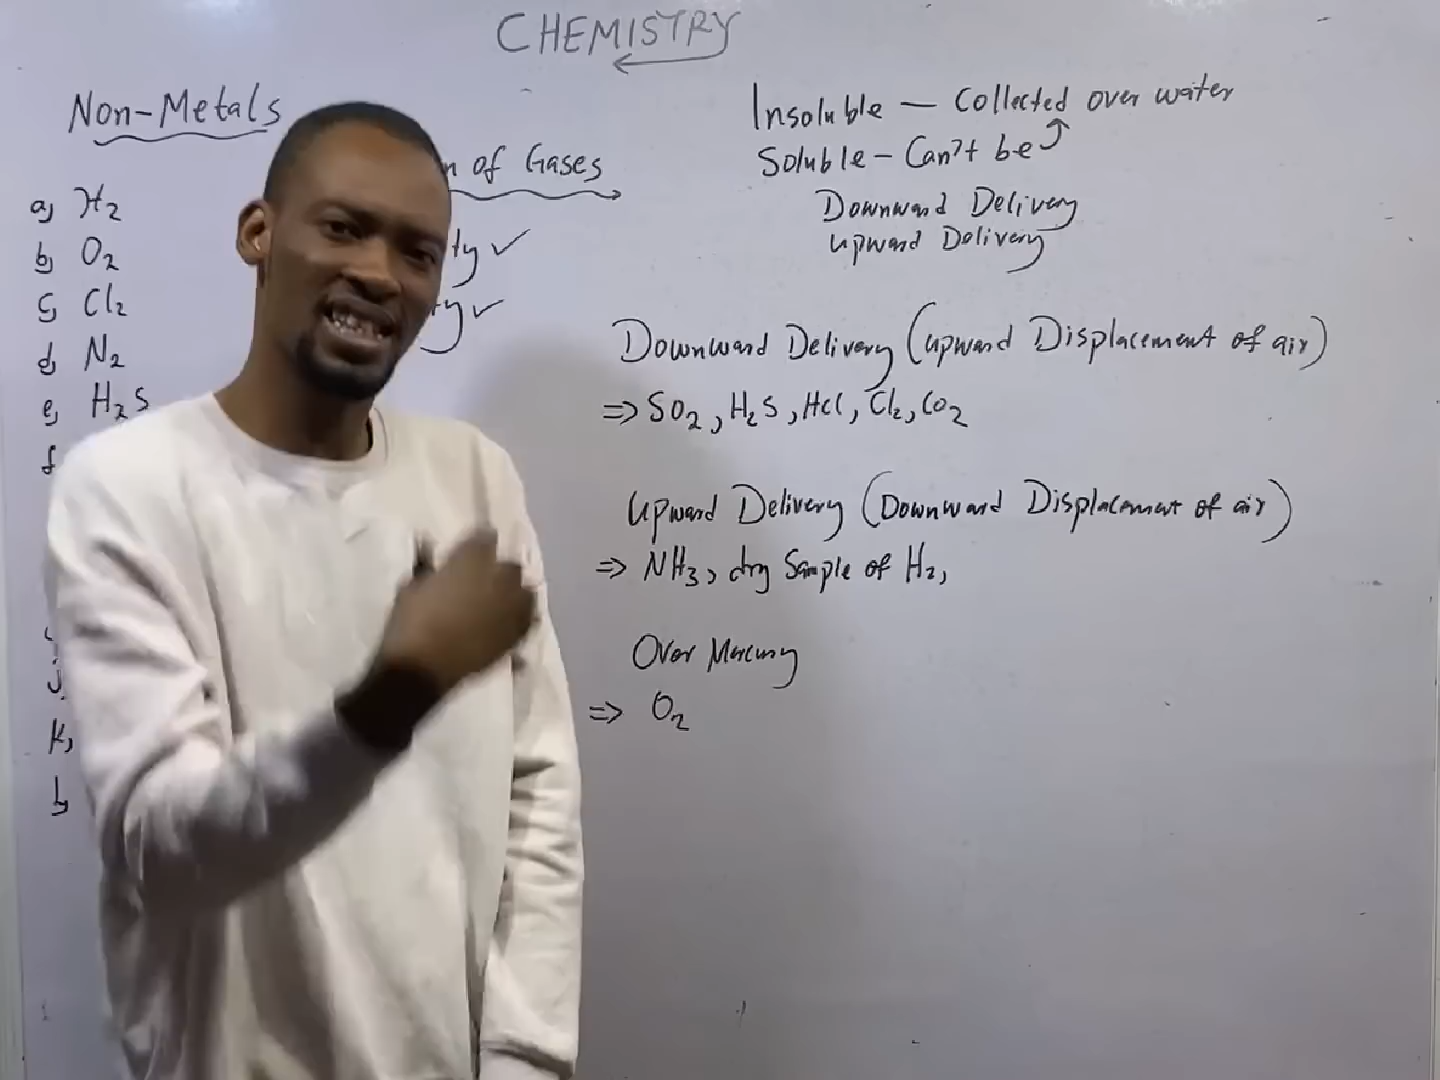 CHEMISTRY
Non-Metals
of Gases
a, H2
b, O2
c, Cl2
d, N2
e, H2S
f
j,
k,
l,
Insoluble — Collected over water
Soluble - Can't be
Downward Delivery
Upward Delivery
Downward Delivery (Upward Displacement of air)
⇒ SO2, H2S, HCl, Cl2, CO2
Upward Delivery (Downward Displacement of air)
⇒ NH3, dry Sample of H2,
Over Mercury
⇒ O2